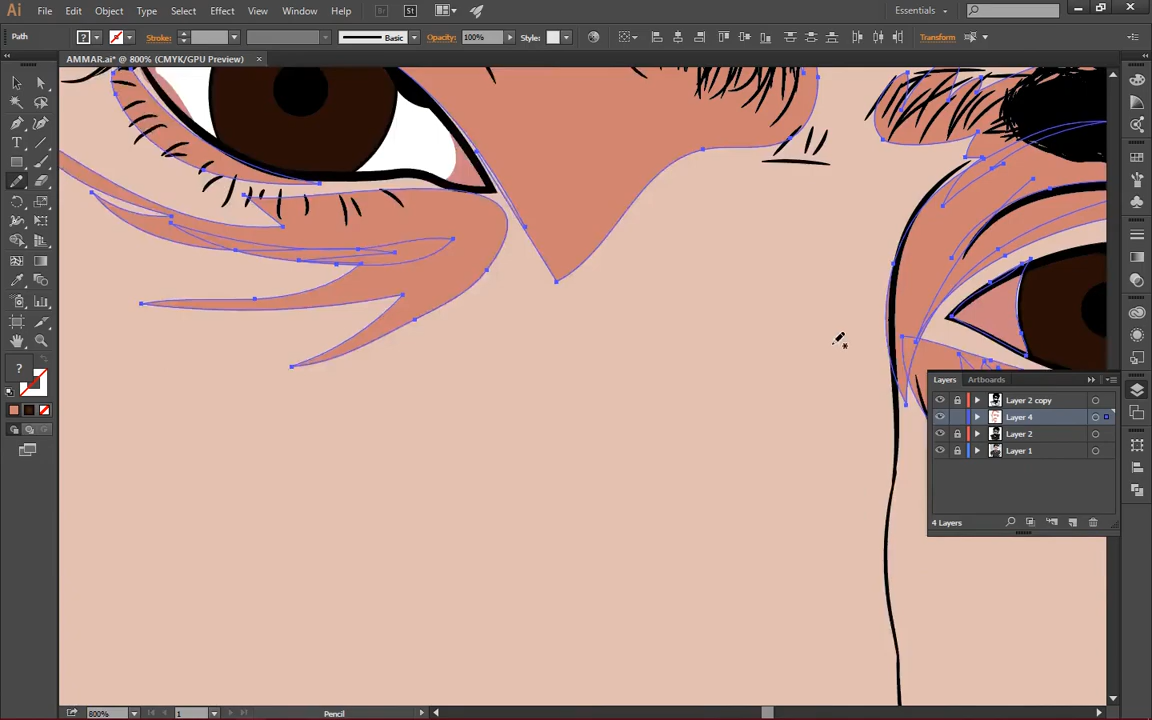 Ai File Edit Object Type Select Effect View Window Help Br St Essentials
Path ? Stroke: Basic Opacity: 100% Style: Transform
AMMAR.ai* @ 800% (CMYK/GPU Preview) ×
?
Layers Artboards
Layer 2 copy
Layer 4
Layer 2
Layer 1
4 Layers
800% 1 Pencil